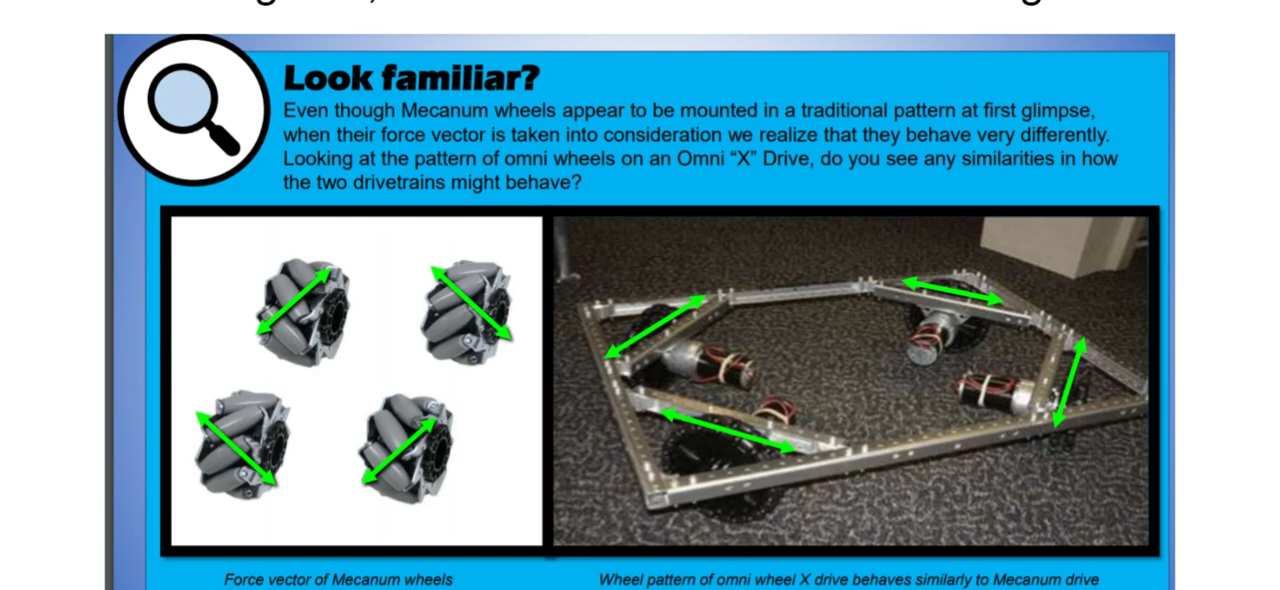 Look familiar?
Even though Mecanum wheels appear to be mounted in a traditional pattern at first glimpse,
when their force vector is taken into consideration we realize that they behave very differently.
Looking at the pattern of omni wheels on an Omni “X” Drive, do you see any similarities in how
the two drivetrains might behave?
Force vector of Mecanum wheels
Wheel pattern of omni wheel X drive behaves similarly to Mecanum drive